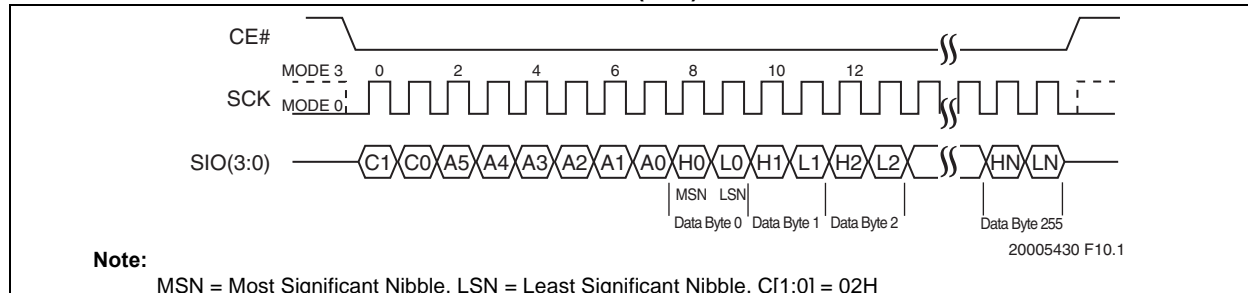 CE#
MODE 3 0 2 4 6 8 10 12
SCK MODE 0
SIO(3:0) C1 C0 A5 A4 A3 A2 A1 A0 H0 L0 H1 L1 H2 L2 HN LN
MSN LSN
Data Byte 0 Data Byte 1 Data Byte 2 Data Byte 255
20005430 F10.1
Note:
MSN = Most Significant Nibble, LSN = Least Significant Nibble, C[1:0] = 02H